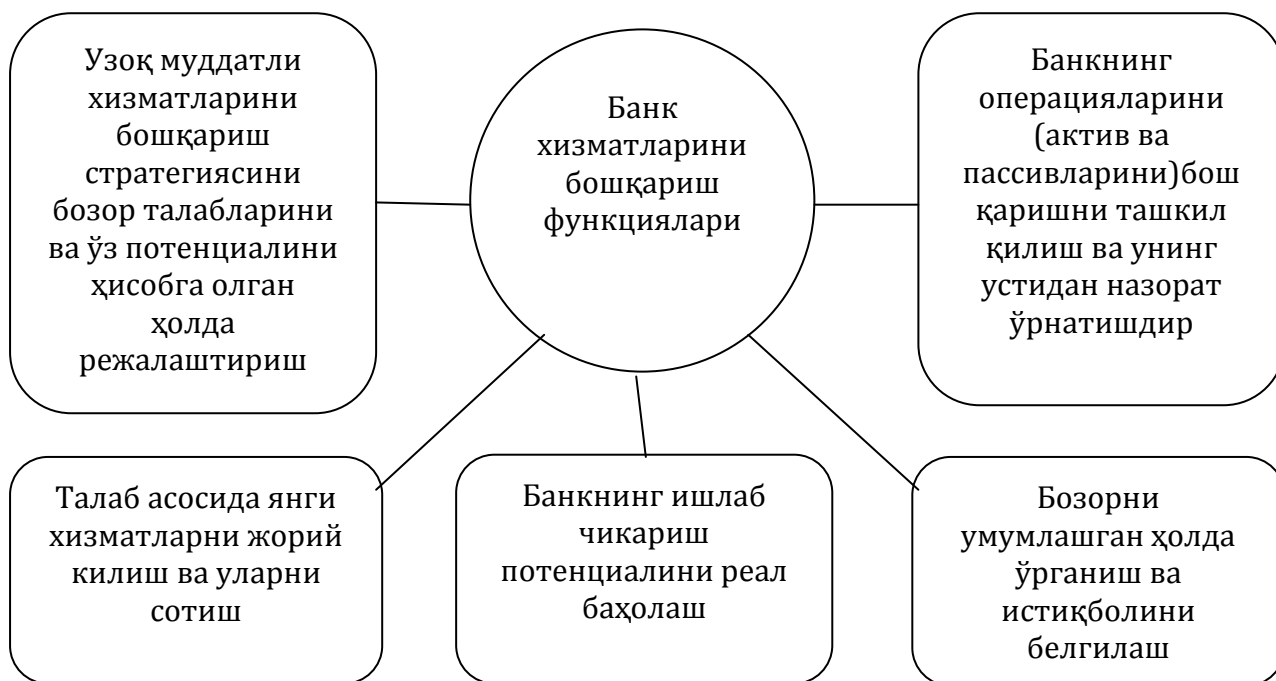 Узоқ муддатли
хизматларини
бошқариш
стратегиясини
бозор талабларини
ва ўз потенциалини
ҳисобга олган
ҳолда
режалаштириш
Банк
хизматларини
бошқариш
функциялари
Банкнинг
операцияларини
(актив ва
пассивларини)бош
қаришни ташкил
қилиш ва унинг
устидан назорат
ўрнатишдир
Талаб асосида янги
хизматларни жорий
килиш ва уларни
сотиш
Банкнинг ишлаб
чикариш
потенциалини реал
баҳолаш
Бозорни
умумлашган ҳолда
ўрганиш ва
истиқболини
белгилаш